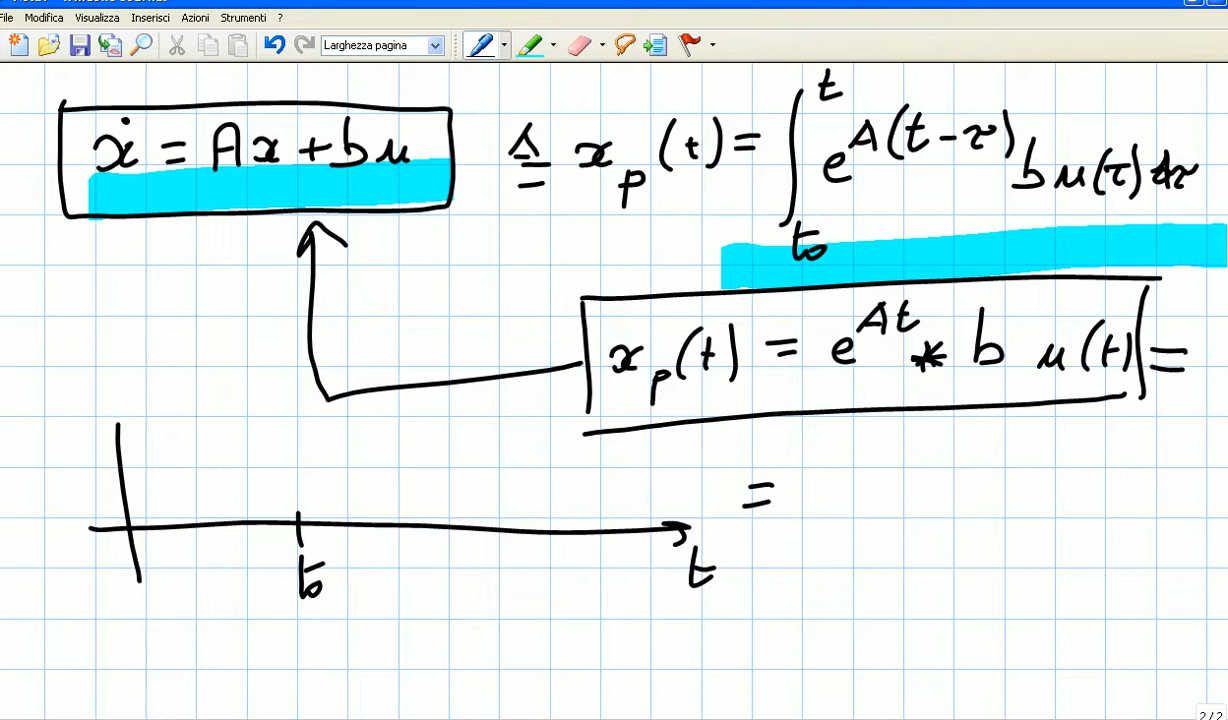 File Modifica Visualizza Inserisci Azioni Strumenti ?
Larghezza pagina
ẋ = Ax + bu
≜ x_p(t) = ∫_{t₀}^{t} e^{A(t-τ)} b u(τ) dτ
x_p(t) = e^{At} * b u(t) =
=
t₀
t
2/2